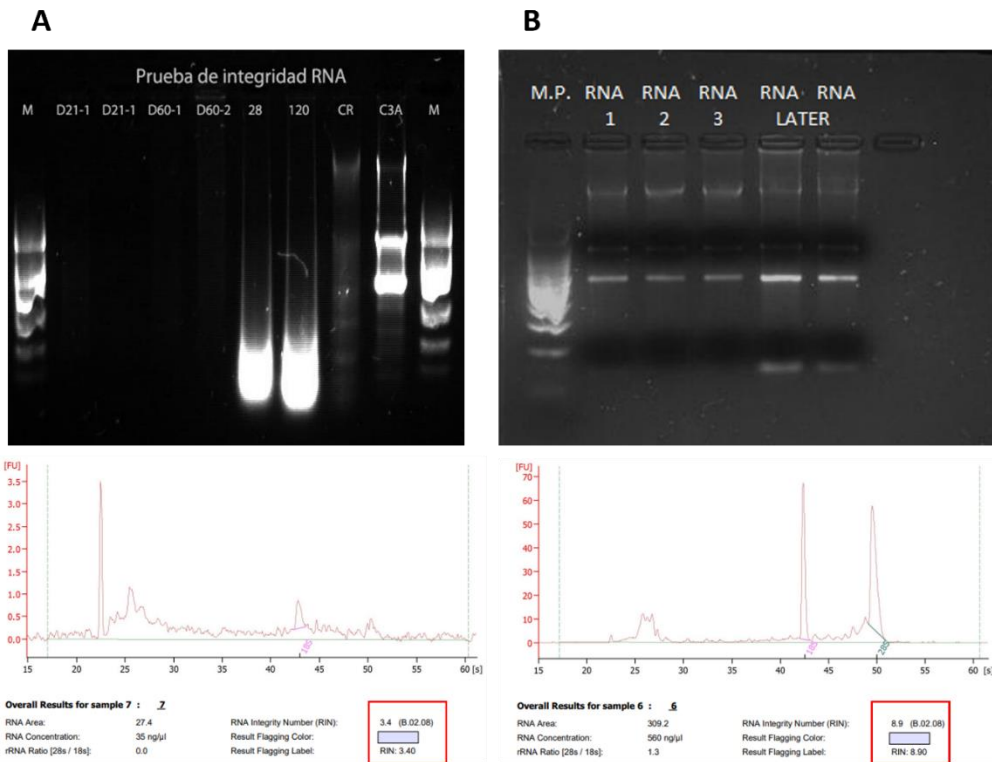 A
B
Prueba de integridad RNA
M D21-1 D21-1 D60-1 D60-2 28 120 CR C3A M
M.P. RNA RNA RNA RNA RNA
1 2 3 LATER
[FU]
3.5
3.0
2.5
2.0
1.5
1.0
0.5
0.0
18S
15 20 25 30 35 40 45 50 55 60 [s]
Overall Results for sample 7 : 7
RNA Area: 27.4 RNA Integrity Number (RIN): 3.4 (B.02.08)
RNA Concentration: 35 ng/µl Result Flagging Color:
rRNA Ratio [28s / 18s]: 0.0 Result Flagging Label: RIN: 3.40
[FU]
70
60
50
40
30
20
10
0
18S
28S
15 20 25 30 35 40 45 50 55 60 [s]
Overall Results for sample 6 : 6
RNA Area: 309.2 RNA Integrity Number (RIN): 8.9 (B.02.08)
RNA Concentration: 560 ng/µl Result Flagging Color:
rRNA Ratio [28s / 18s]: 1.3 Result Flagging Label: RIN: 8.90